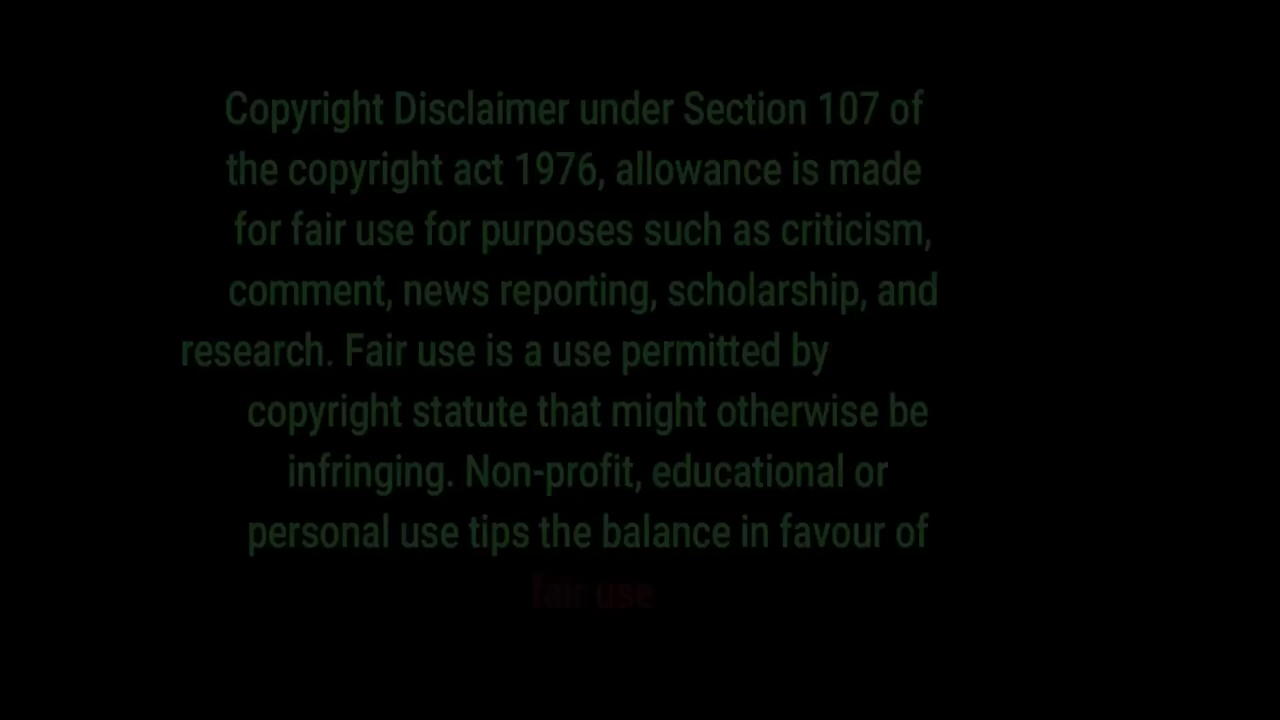 Copyright Disclaimer under Section 107 of
the copyright act 1976, allowance is made
for fair use for purposes such as criticism,
comment, news reporting, scholarship, and
research. Fair use is a use permitted by
copyright statute that might otherwise be
infringing. Non-profit, educational or
personal use tips the balance in favour of
fair use